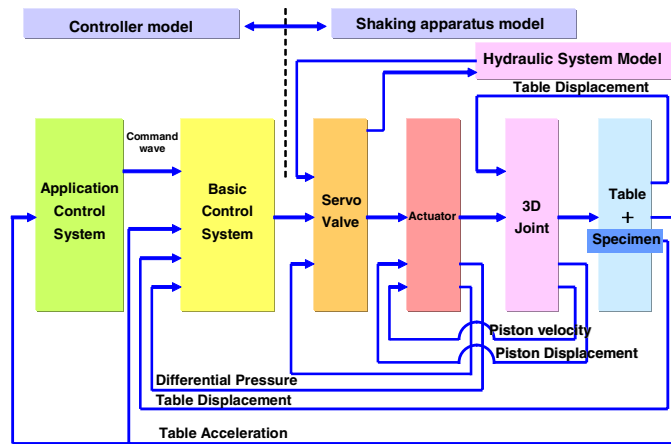 Controller model
Shaking apparatus model
Hydraulic System Model
Table Displacement
Command
wave
Application
Control
System
Basic
Control
System
Servo
Valve
Actuator
3D
Joint
Table
+
Specimen
Piston velocity
Piston Displacement
Differential Pressure
Table Displacement
Table Acceleration